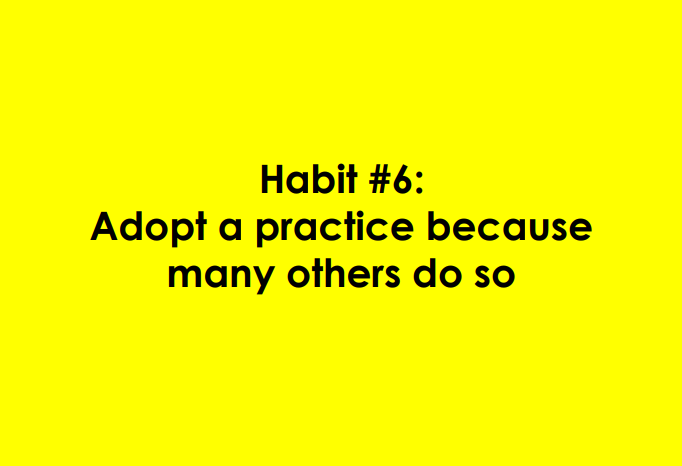 Habit #6:
Adopt a practice because
many others do so